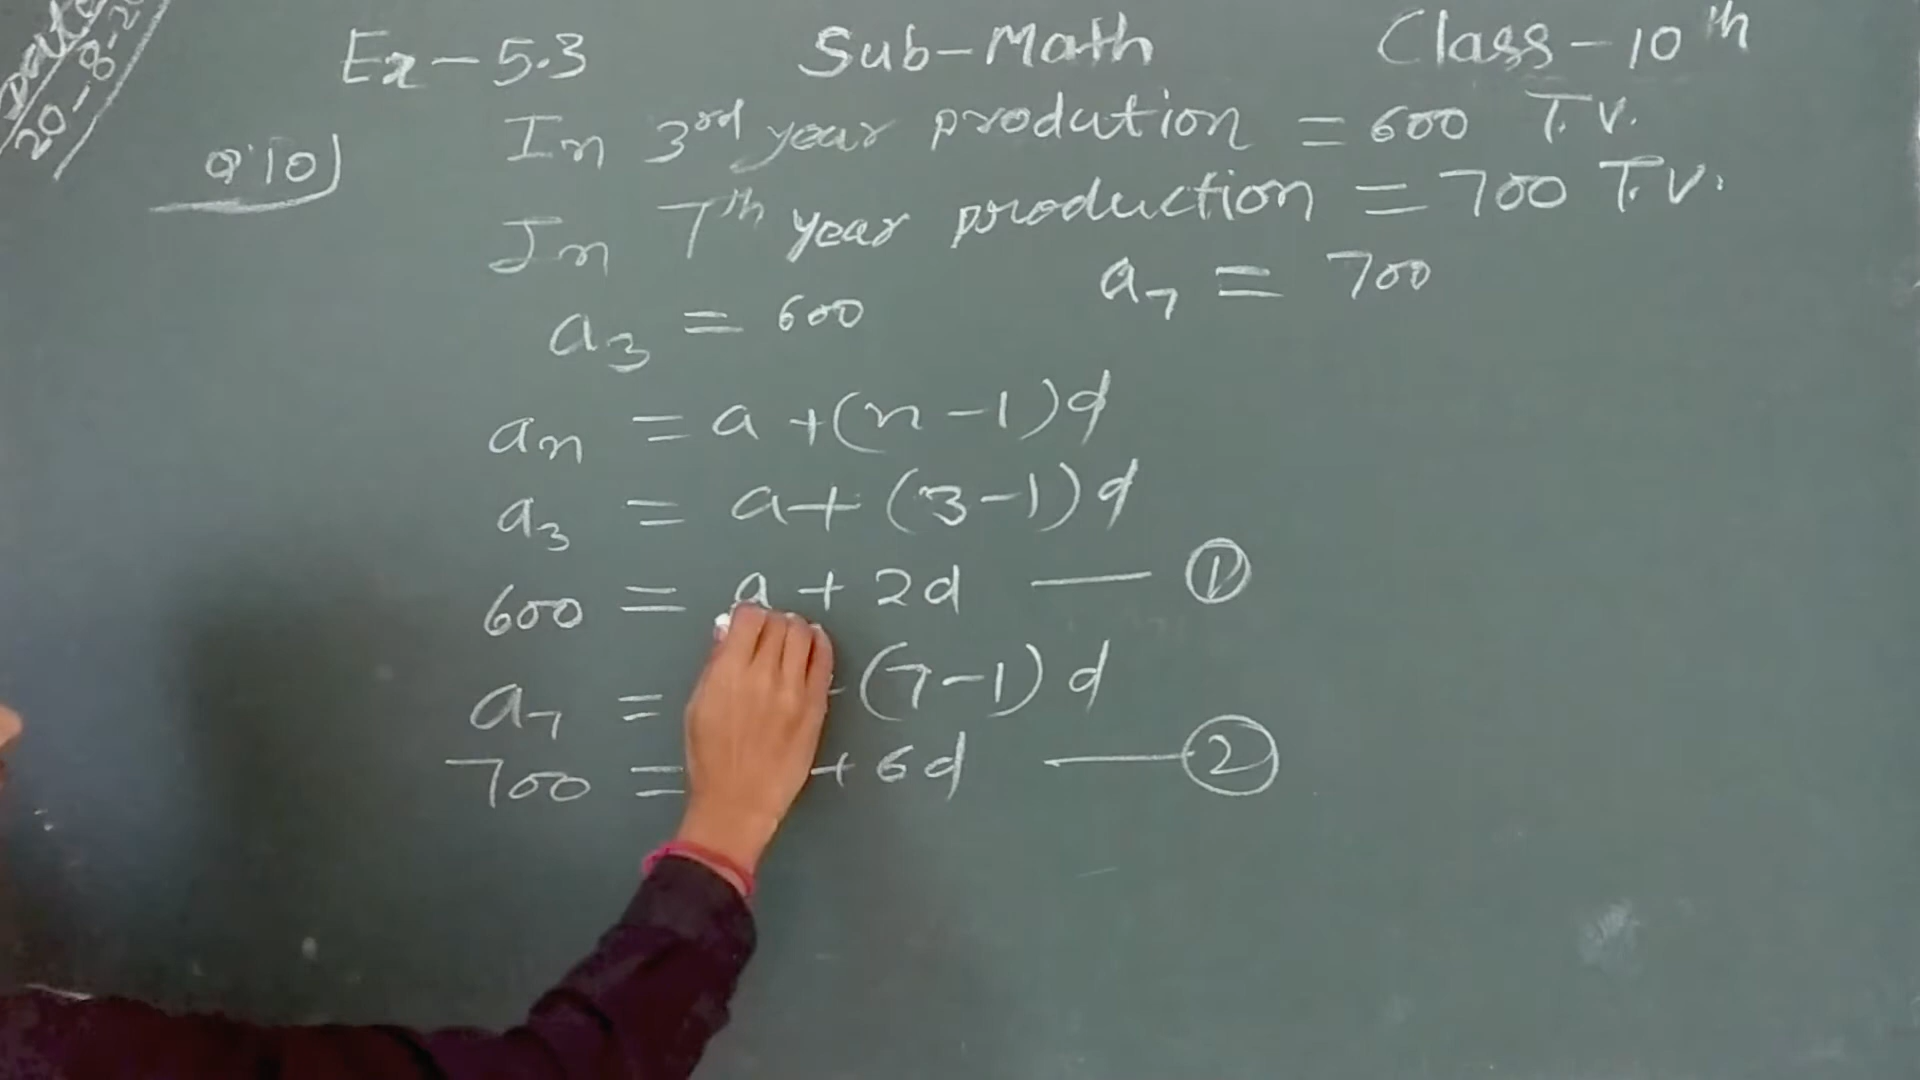 Date
20-8-2
Ex-5.3 Sub-Math Class-10th
Q.10) In 3rd year prodution = 600 T.V.
In 7th year production = 700 T.V.
a3 = 600 a7 = 700
an = a+(n-1)d
a3 = a+(3-1)d
600 = a+2d — ①
a7 = (7-1)d
700 = +6d — ②